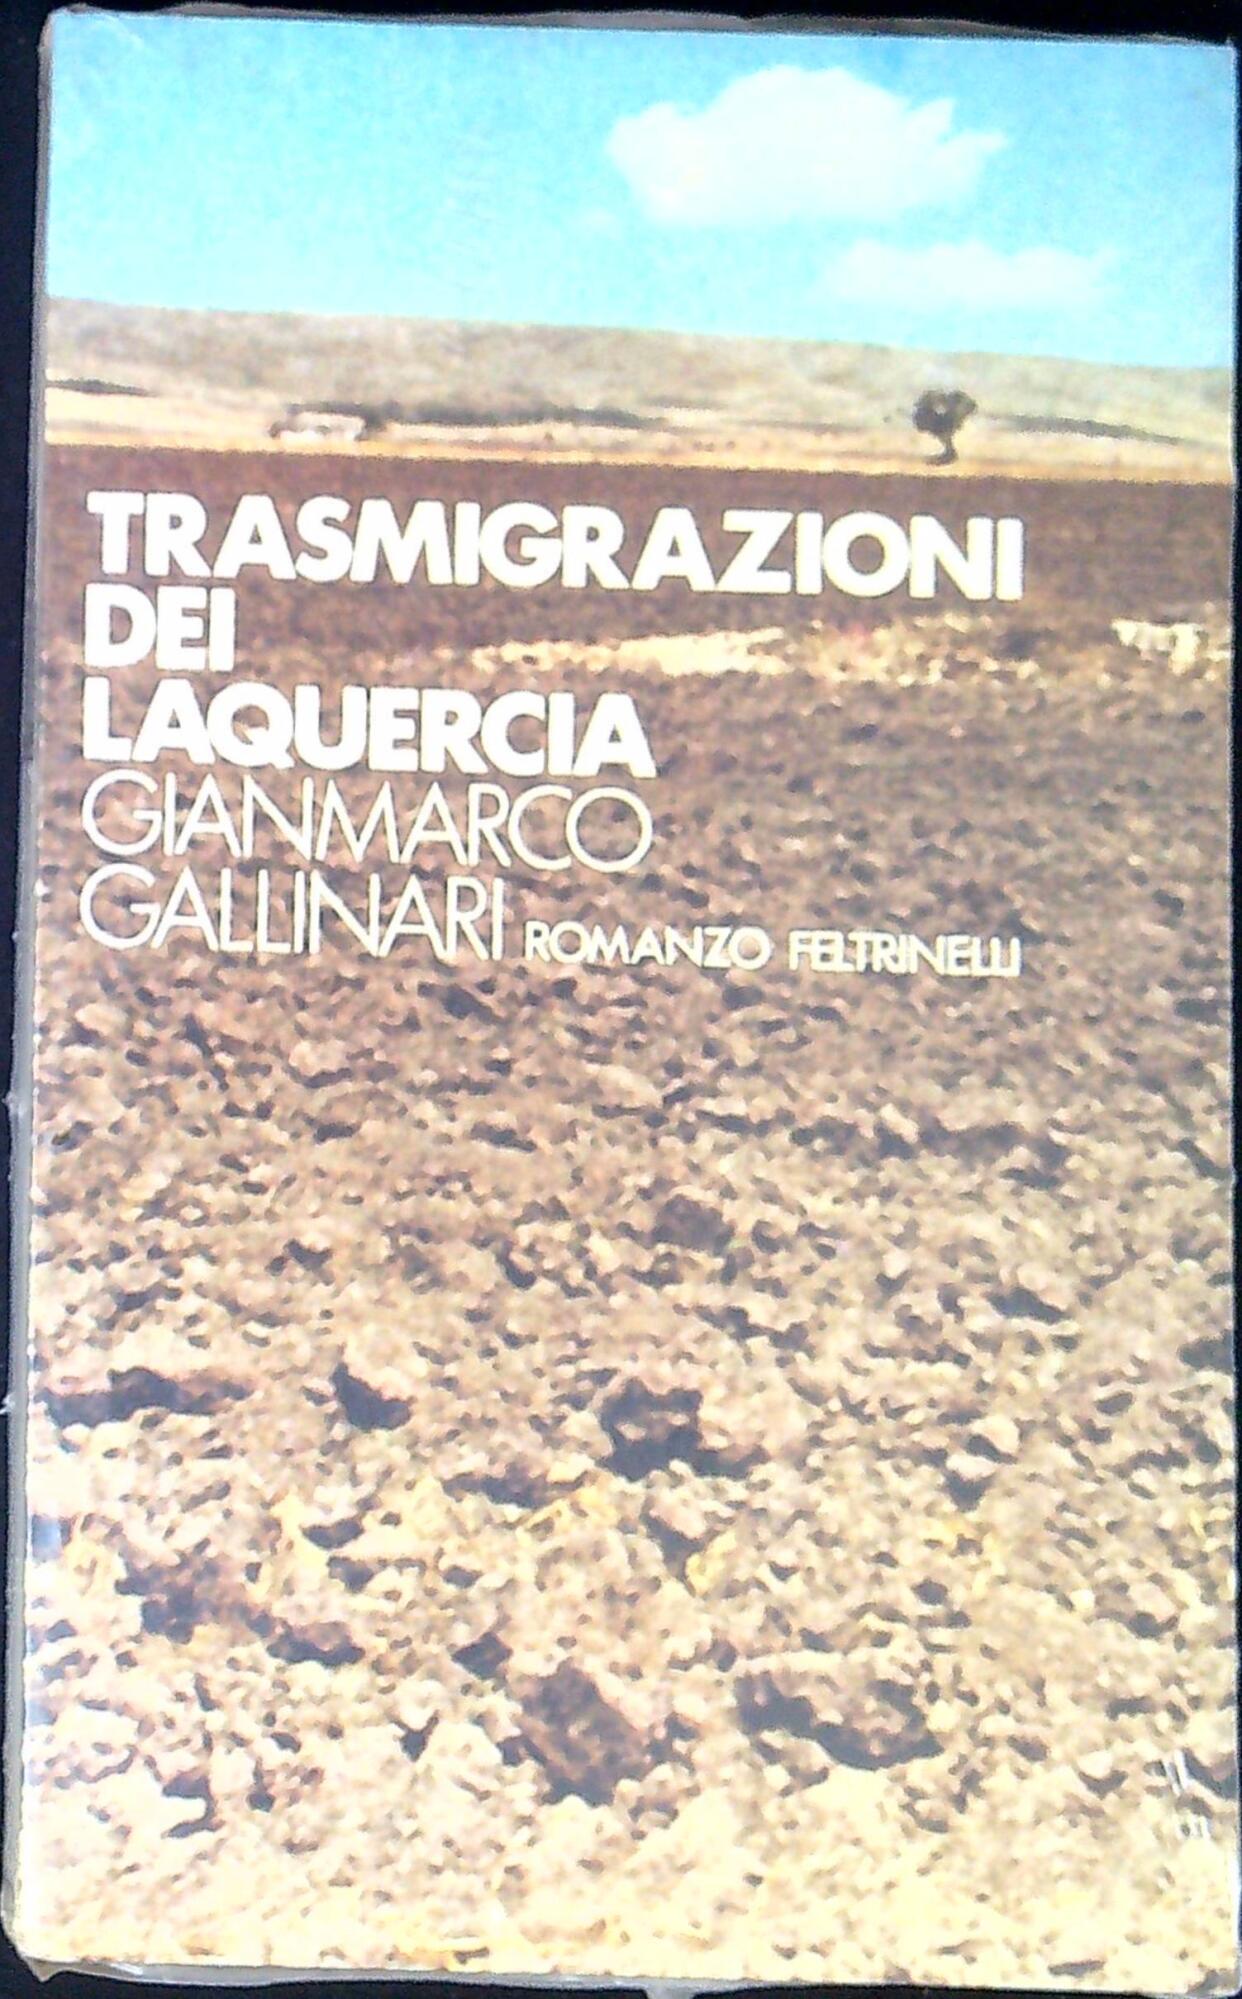 TRASMIGRAZIONI
DEI
LAQUERCIA
GIANMARCO
GALLINARI ROMANZO FELTRINELLI